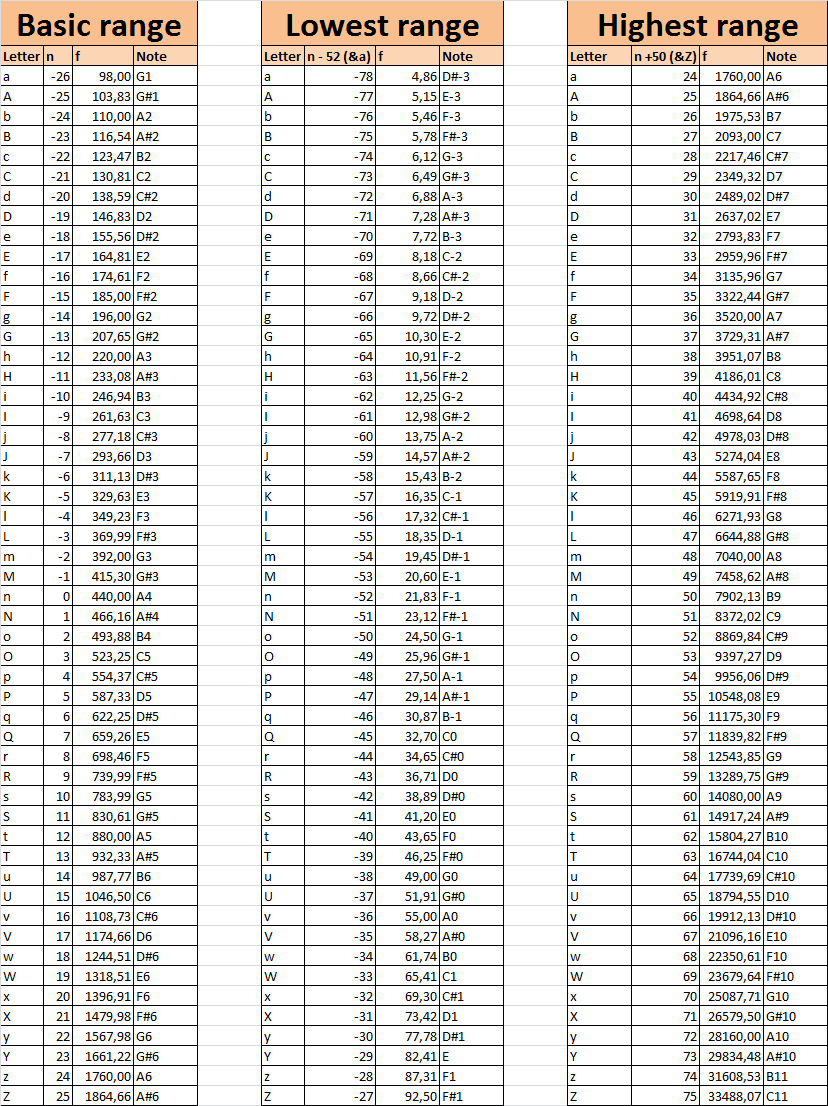 Basic range Lowest range Highest range
Letter n f Note Letter n - 52 (&a) f Note Letter n +50 (&Z) f Note
a -26 98,00 G1 a -78 4,86 D#-3 a 24 1760,00 A6
A -25 103,83 G#1 A -77 5,15 E-3 A 25 1864,66 A#6
b -24 110,00 A2 b -76 5,46 F-3 b 26 1975,53 B7
B -23 116,54 A#2 B -75 5,78 F#-3 B 27 2093,00 C7
c -22 123,47 B2 c -74 6,12 G-3 c 28 2217,46 C#7
C -21 130,81 C2 C -73 6,49 G#-3 C 29 2349,32 D7
d -20 138,59 C#2 d -72 6,88 A-3 d 30 2489,02 D#7
D -19 146,83 D2 D -71 7,28 A#-3 D 31 2637,02 E7
e -18 155,56 D#2 e -70 7,72 B-3 e 32 2793,83 F7
E -17 164,81 E2 E -69 8,18 C-2 E 33 2959,96 F#7
f -16 174,61 F2 f -68 8,66 C#-2 f 34 3135,96 G7
F -15 185,00 F#2 F -67 9,18 D-2 F 35 3322,44 G#7
g -14 196,00 G2 g -66 9,72 D#-2 g 36 3520,00 A7
G -13 207,65 G#2 G -65 10,30 E-2 G 37 3729,31 A#7
h -12 220,00 A3 h -64 10,91 F-2 h 38 3951,07 B8
H -11 233,08 A#3 H -63 11,56 F#-2 H 39 4186,01 C8
i -10 246,94 B3 i -62 12,25 G-2 i 40 4434,92 C#8
I -9 261,63 C3 I -61 12,98 G#-2 I 41 4698,64 D8
j -8 277,18 C#3 j -60 13,75 A-2 j 42 4978,03 D#8
J -7 293,66 D3 J -59 14,57 A#-2 J 43 5274,04 E8
k -6 311,13 D#3 k -58 15,43 B-2 k 44 5587,65 F8
K -5 329,63 E3 K -57 16,35 C-1 K 45 5919,91 F#8
l -4 349,23 F3 l -56 17,32 C#-1 l 46 6271,93 G8
L -3 369,99 F#3 L -55 18,35 D-1 L 47 6644,88 G#8
m -2 392,00 G3 m -54 19,45 D#-1 m 48 7040,00 A8
M -1 415,30 G#3 M -53 20,60 E-1 M 49 7458,62 A#8
n 0 440,00 A4 n -52 21,83 F-1 n 50 7902,13 B9
N 1 466,16 A#4 N -51 23,12 F#-1 N 51 8372,02 C9
o 2 493,88 B4 o -50 24,50 G-1 o 52 8869,84 C#9
O 3 523,25 C5 O -49 25,96 G#-1 O 53 9397,27 D9
p 4 554,37 C#5 p -48 27,50 A-1 p 54 9956,06 D#9
P 5 587,33 D5 P -47 29,14 A#-1 P 55 10548,08 E9
q 6 622,25 D#5 q -46 30,87 B-1 q 56 11175,30 F9
Q 7 659,26 E5 Q -45 32,70 C0 Q 57 11839,82 F#9
r 8 698,46 F5 r -44 34,65 C#0 r 58 12543,85 G9
R 9 739,99 F#5 R -43 36,71 D0 R 59 13289,75 G#9
s 10 783,99 G5 s -42 38,89 D#0 s 60 14080,00 A9
S 11 830,61 G#5 S -41 41,20 E0 S 61 14917,24 A#9
t 12 880,00 A5 t -40 43,65 F0 t 62 15804,27 B10
T 13 932,33 A#5 T -39 46,25 F#0 T 63 16744,04 C10
u 14 987,77 B6 u -38 49,00 G0 u 64 17739,69 C#10
U 15 1046,50 C6 U -37 51,91 G#0 U 65 18794,55 D10
v 16 1108,73 C#6 v -36 55,00 A0 v 66 19912,13 D#10
V 17 1174,66 D6 V -35 58,27 A#0 V 67 21096,16 E10
w 18 1244,51 D#6 w -34 61,74 B0 w 68 22350,61 F10
W 19 1318,51 E6 W -33 65,41 C1 W 69 23679,64 F#10
x 20 1396,91 F6 x -32 69,30 C#1 x 70 25087,71 G10
X 21 1479,98 F#6 X -31 73,42 D1 X 71 26579,50 G#10
y 22 1567,98 G6 y -30 77,78 D#1 y 72 28160,00 A10
Y 23 1661,22 G#6 Y -29 82,41 E Y 73 29834,48 A#10
z 24 1760,00 A6 z -28 87,31 F1 z 74 31608,53 B11
Z 25 1864,66 A#6 Z -27 92,50 F#1 Z 75 33488,07 C11